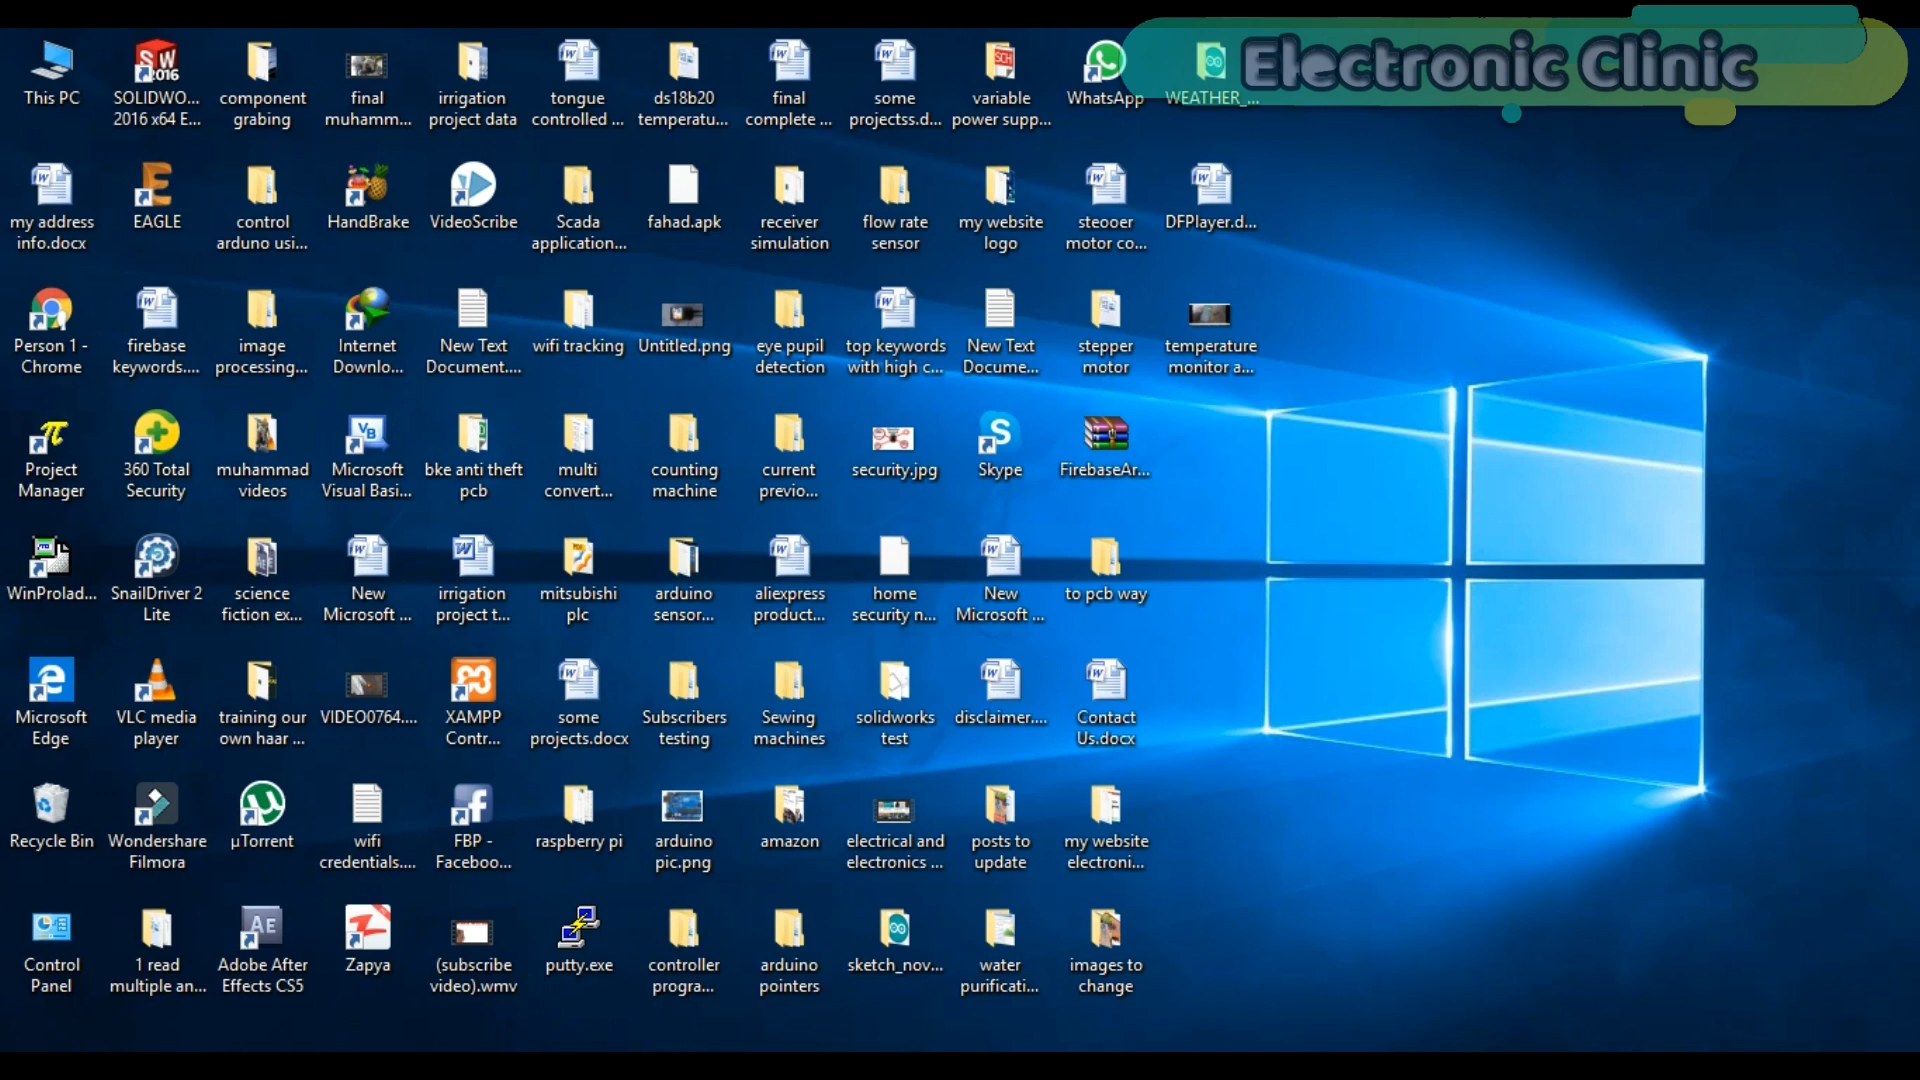 Electronic Clinic
This PC
SOLIDWO...
2016 x64 E...
component
grabing
final
muhamm...
irrigation
project data
tongue
controlled ...
ds18b20
temperatu...
final
complete ...
some
projectss.d...
variable
power supp...
WhatsApp
WEATHER_...
my address
info.docx
EAGLE
control
arduno usi...
HandBrake
VideoScribe
Scada
application...
fahad.apk
receiver
simulation
flow rate
sensor
my website
logo
steooer
motor co...
DFPlayer.d...
Person 1 -
Chrome
firebase
keywords....
image
processing...
Internet
Downlo...
New Text
Document....
wifi tracking
Untitled.png
eye pupil
detection
top keywords
with high c...
New Text
Docume...
stepper
motor
temperature
monitor a...
Project
Manager
360 Total
Security
muhammad
videos
Microsoft
Visual Basi...
bke anti theft
pcb
multi
convert...
counting
machine
current
previo...
security.jpg
Skype
FirebaseAr...
WinProlad...
SnailDriver 2
Lite
science
fiction ex...
New
Microsoft ...
irrigation
project t...
mitsubishi
plc
arduino
sensor...
aliexpress
product...
home
security n...
New
Microsoft ...
to pcb way
Microsoft
Edge
VLC media
player
training our
own haar ...
VIDEO0764....
XAMPP
Contr...
some
projects.docx
Subscribers
testing
Sewing
machines
solidworks
test
disclaimer....
Contact
Us.docx
Recycle Bin
Wondershare
Filmora
µTorrent
wifi
credentials....
FBP -
Faceboo...
raspberry pi
arduino
pic.png
amazon
electrical and
electronics ...
posts to
update
my website
electroni...
Control
Panel
1 read
multiple an...
Adobe After
Effects CS5
Zapya
(subscribe
video).wmv
putty.exe
controller
progra...
arduino
pointers
sketch_nov...
water
purificati...
images to
change